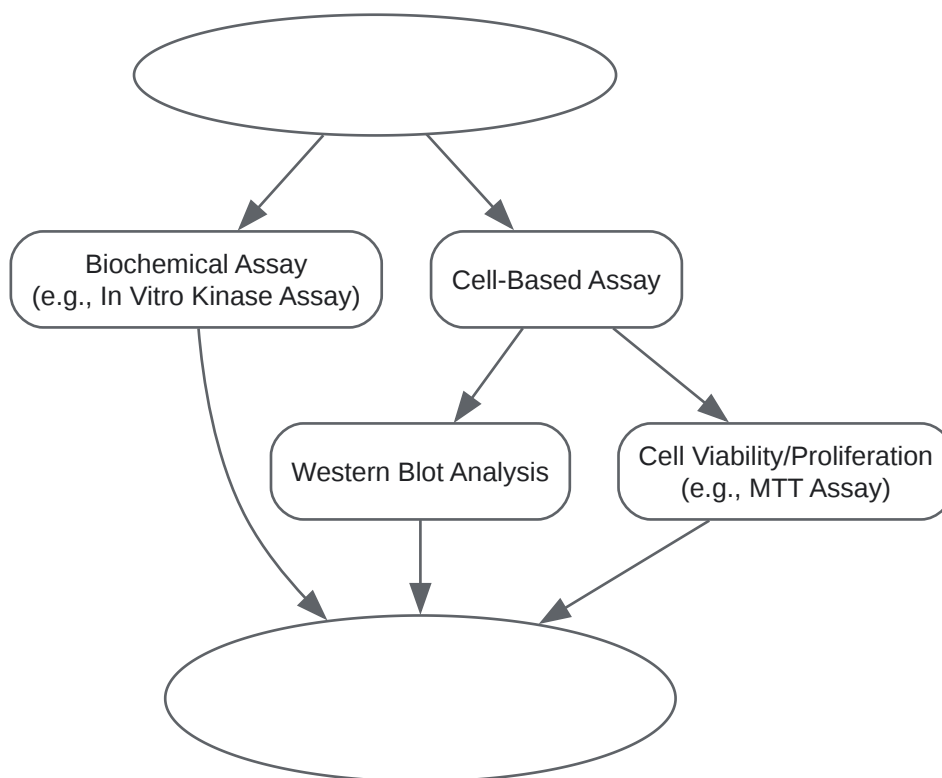 Biochemical Assay
(e.g., In Vitro Kinase Assay)
Cell-Based Assay
Western Blot Analysis
Cell Viability/Proliferation
(e.g., MTT Assay)